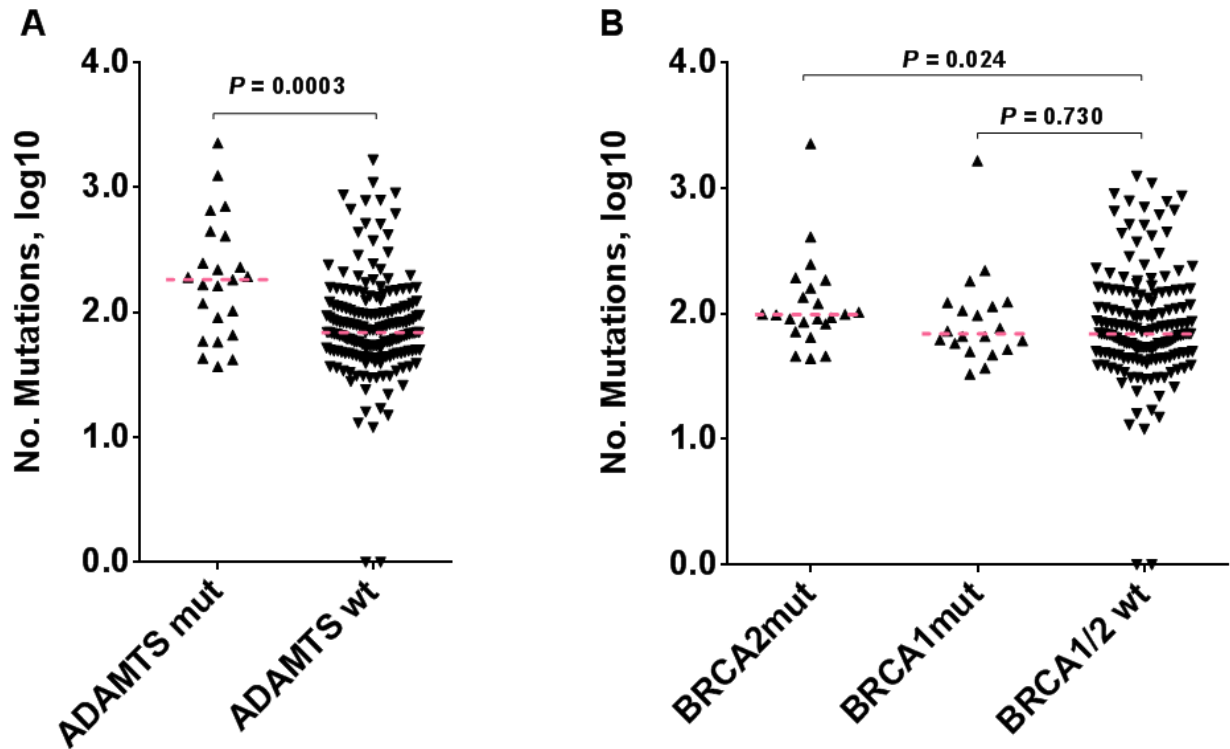 A
No. Mutations, log10
4.0
3.0
2.0
1.0
0.0
P = 0.0003
ADAMTS mut
ADAMTS wt
B
No. Mutations, log10
4.0
3.0
2.0
1.0
0.0
P = 0.024
P = 0.730
BRCA2mut
BRCA1mut
BRCA1/2 wt